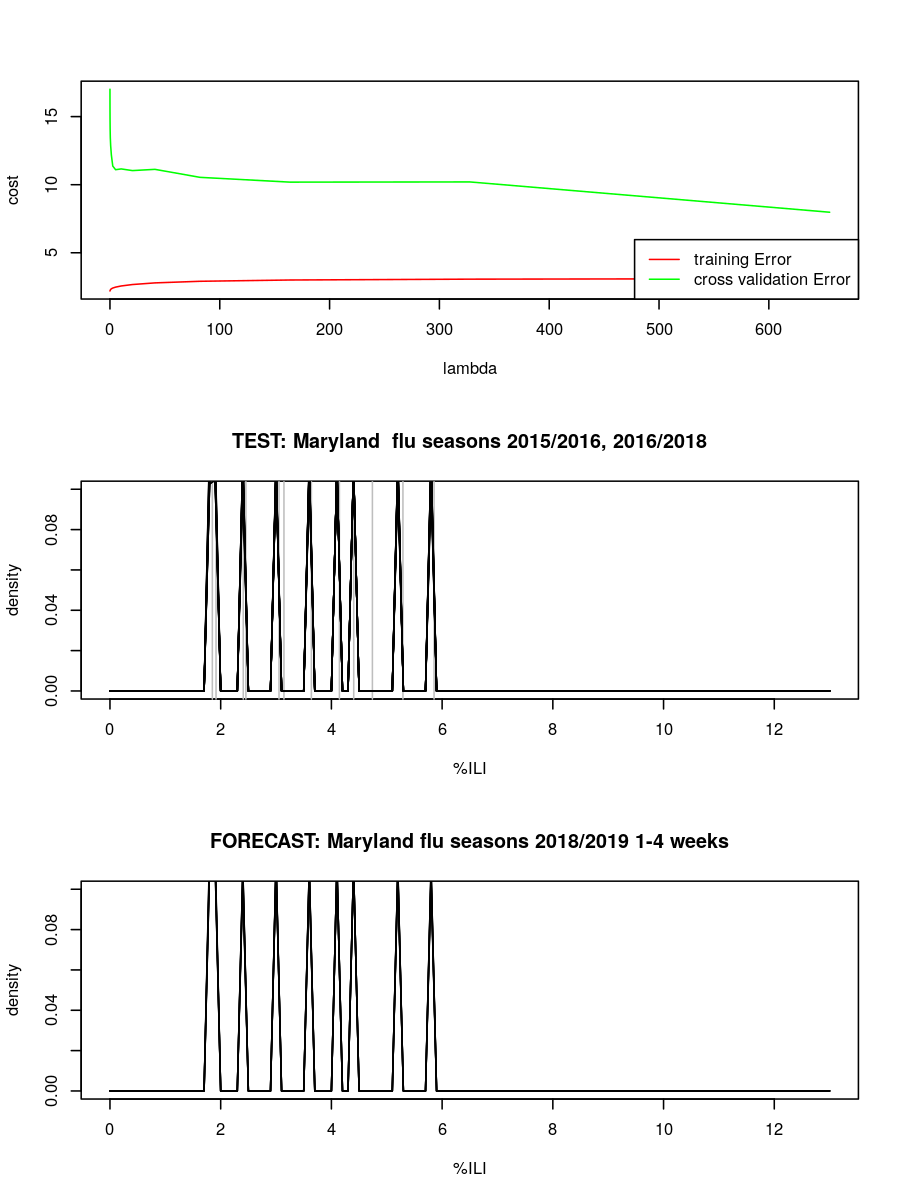 15
10
5
cost
training Error
cross validation Error
0 100 200 300 400 500 600
lambda
TEST: Maryland  flu seasons 2015/2016, 2016/2018
0.08
0.04
0.00
density
0 2 4 6 8 10 12
%ILI
FORECAST: Maryland flu seasons 2018/2019 1-4 weeks
0.08
0.04
0.00
density
0 2 4 6 8 10 12
%ILI